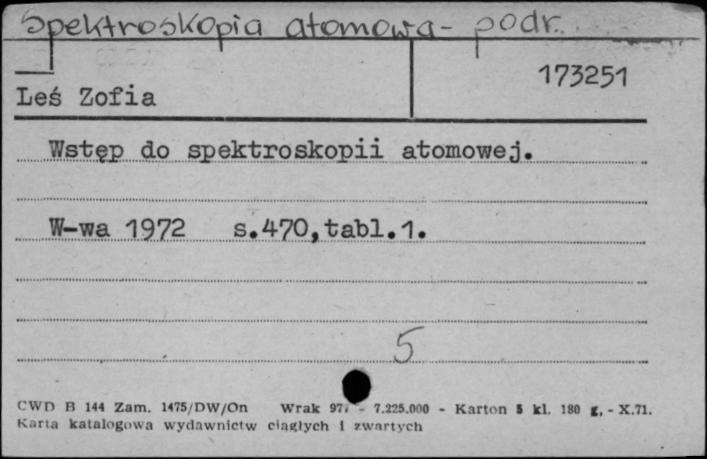 Spektroskopia atomowa - podr.
173251
Leś Zofia
Wstęp do spektroskopii atomowej.
W-wa 1972 s.470,tabl.1.
5
CWD B 144 Zam. 1475/DW/On Wrak - 7.225.000 - Karton 5 kl. 180 g. - X.71.
Karta katalogowa wydawnictw ciągłych i zwartych